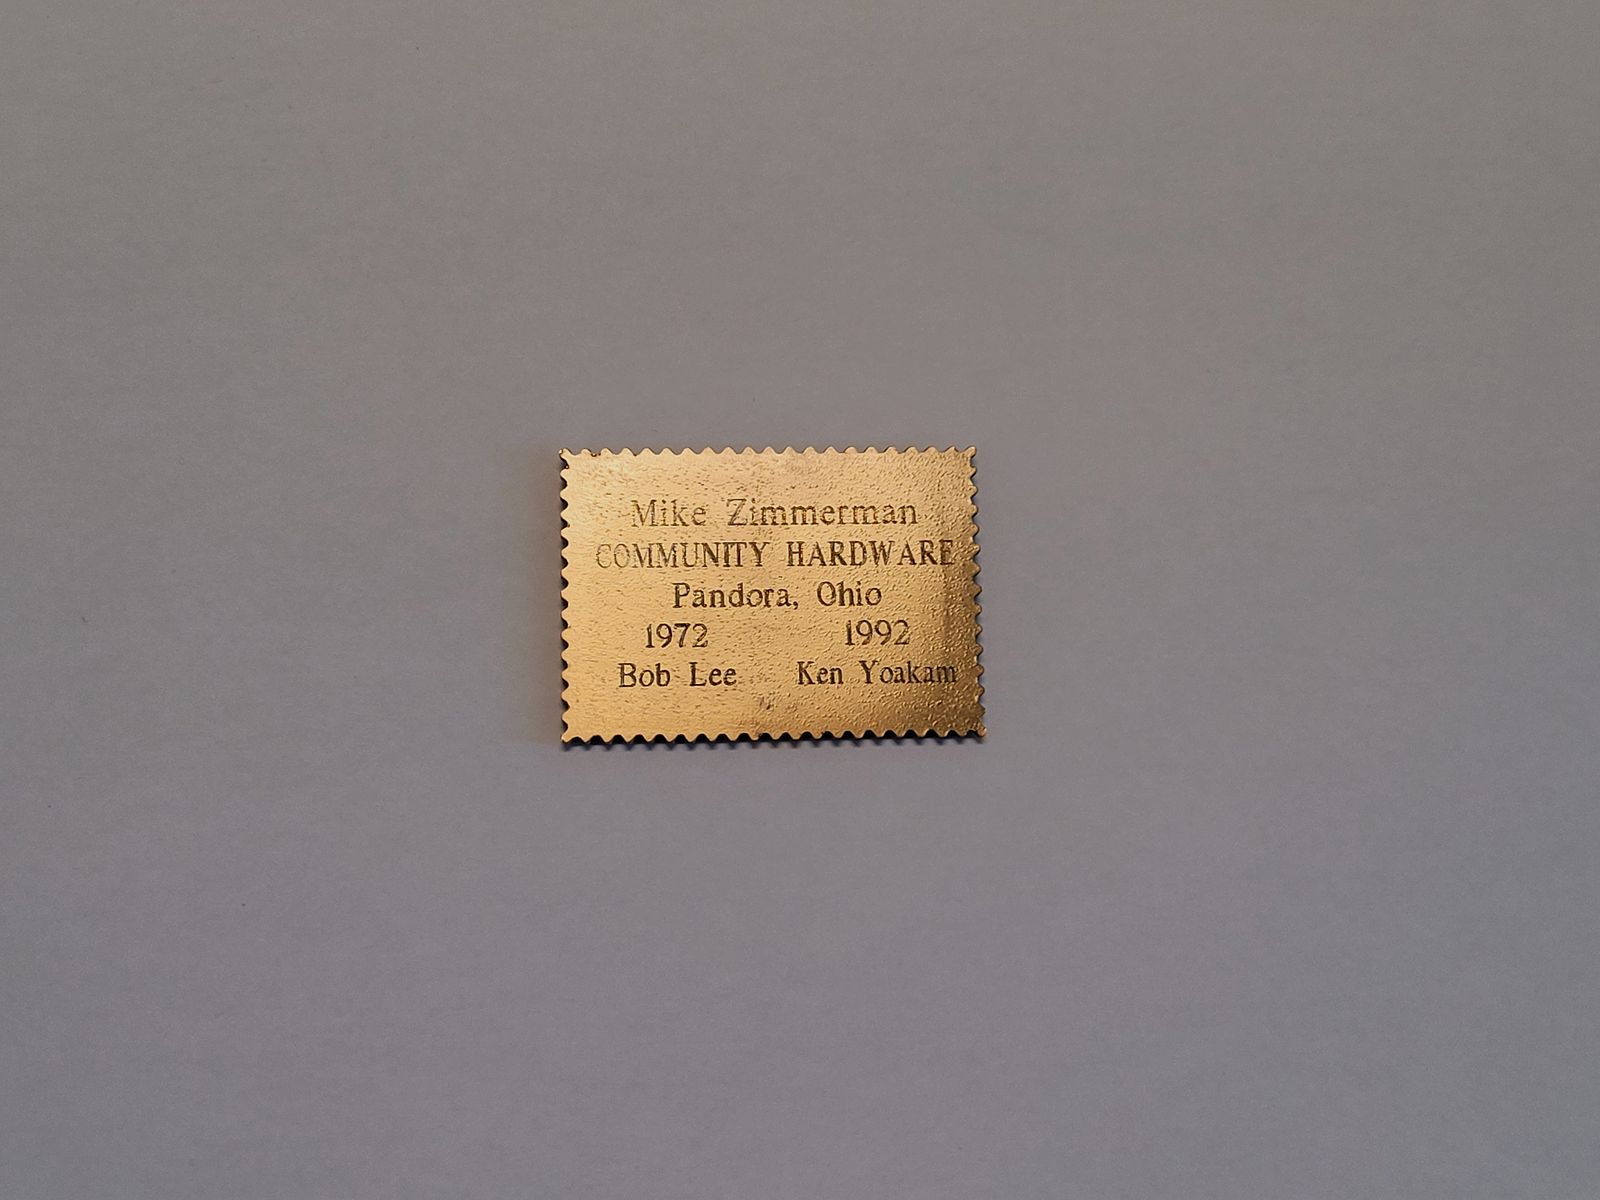 Mike Zimmerman
COMMUNITY HARDWARE
Pandora, Ohio
1972 1992
Bob Lee Ken Yoakam